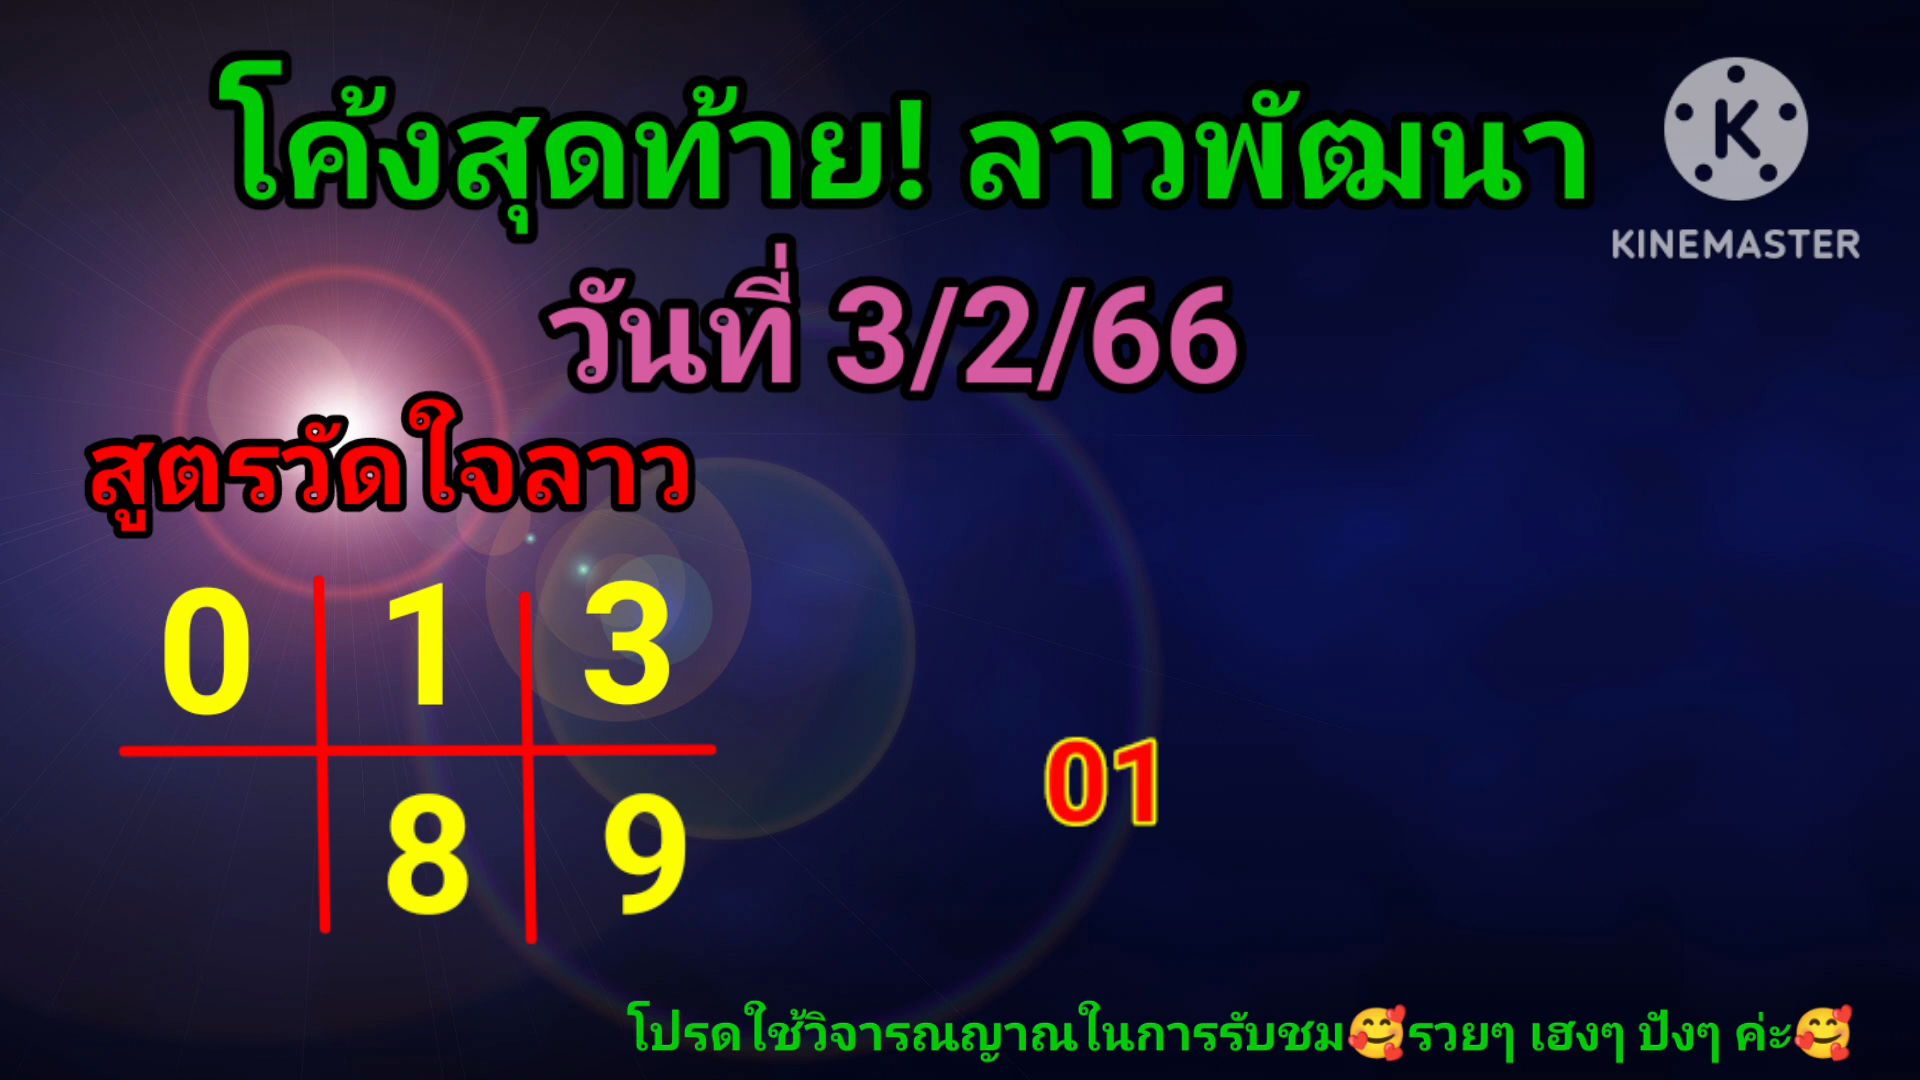 โค้งสุดท้าย! ลาวพัฒนา
KINEMASTER
วันที่ 3/2/66
สูตรวัดใจลาว
0 1 3
8 9
01
โปรดใช้วิจารณญาณในการรับชม🥰รวยๆ เฮงๆ ปังๆ ค่ะ🥰